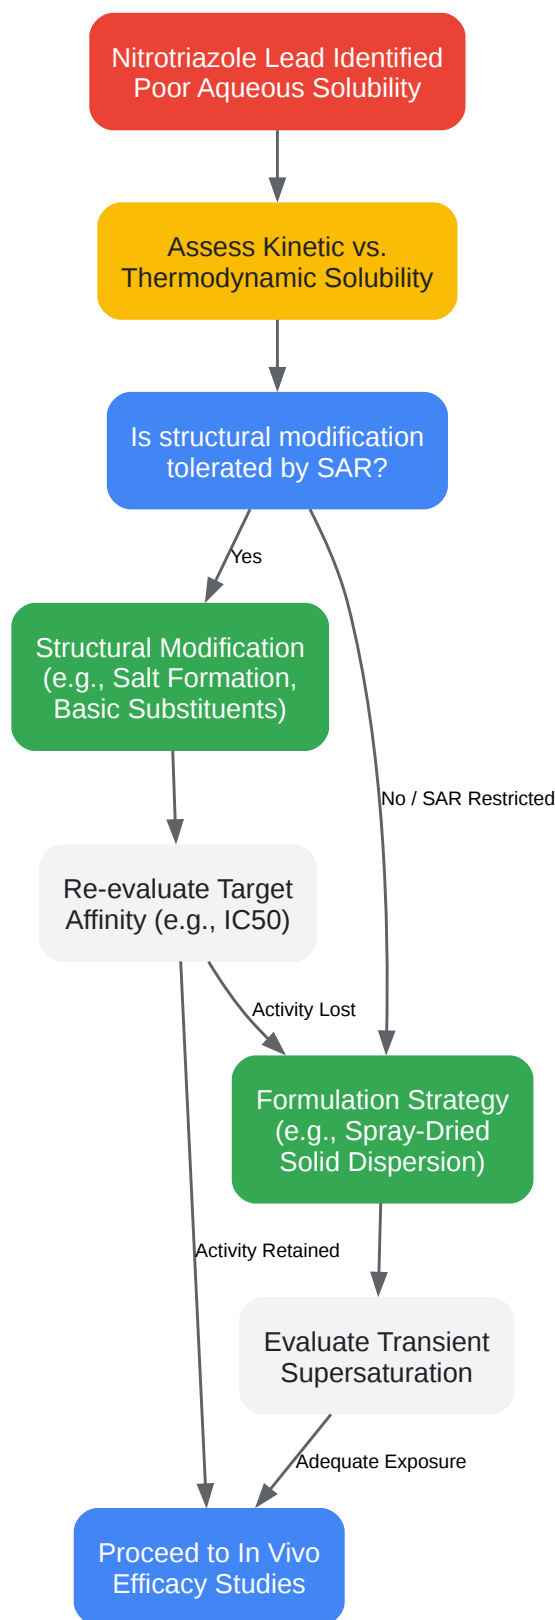 Nitrotriazole Lead Identified
Poor Aqueous Solubility
Assess Kinetic vs.
Thermodynamic Solubility
Is structural modification
tolerated by SAR?
Yes
Structural Modification
(e.g., Salt Formation,
Basic Substituents)
No / SAR Restricted
Re-evaluate Target
Affinity (e.g., IC50)
Activity Lost
Formulation Strategy
(e.g., Spray-Dried
Solid Dispersion)
Activity Retained
Evaluate Transient
Supersaturation
Adequate Exposure
Proceed to In Vivo
Efficacy Studies